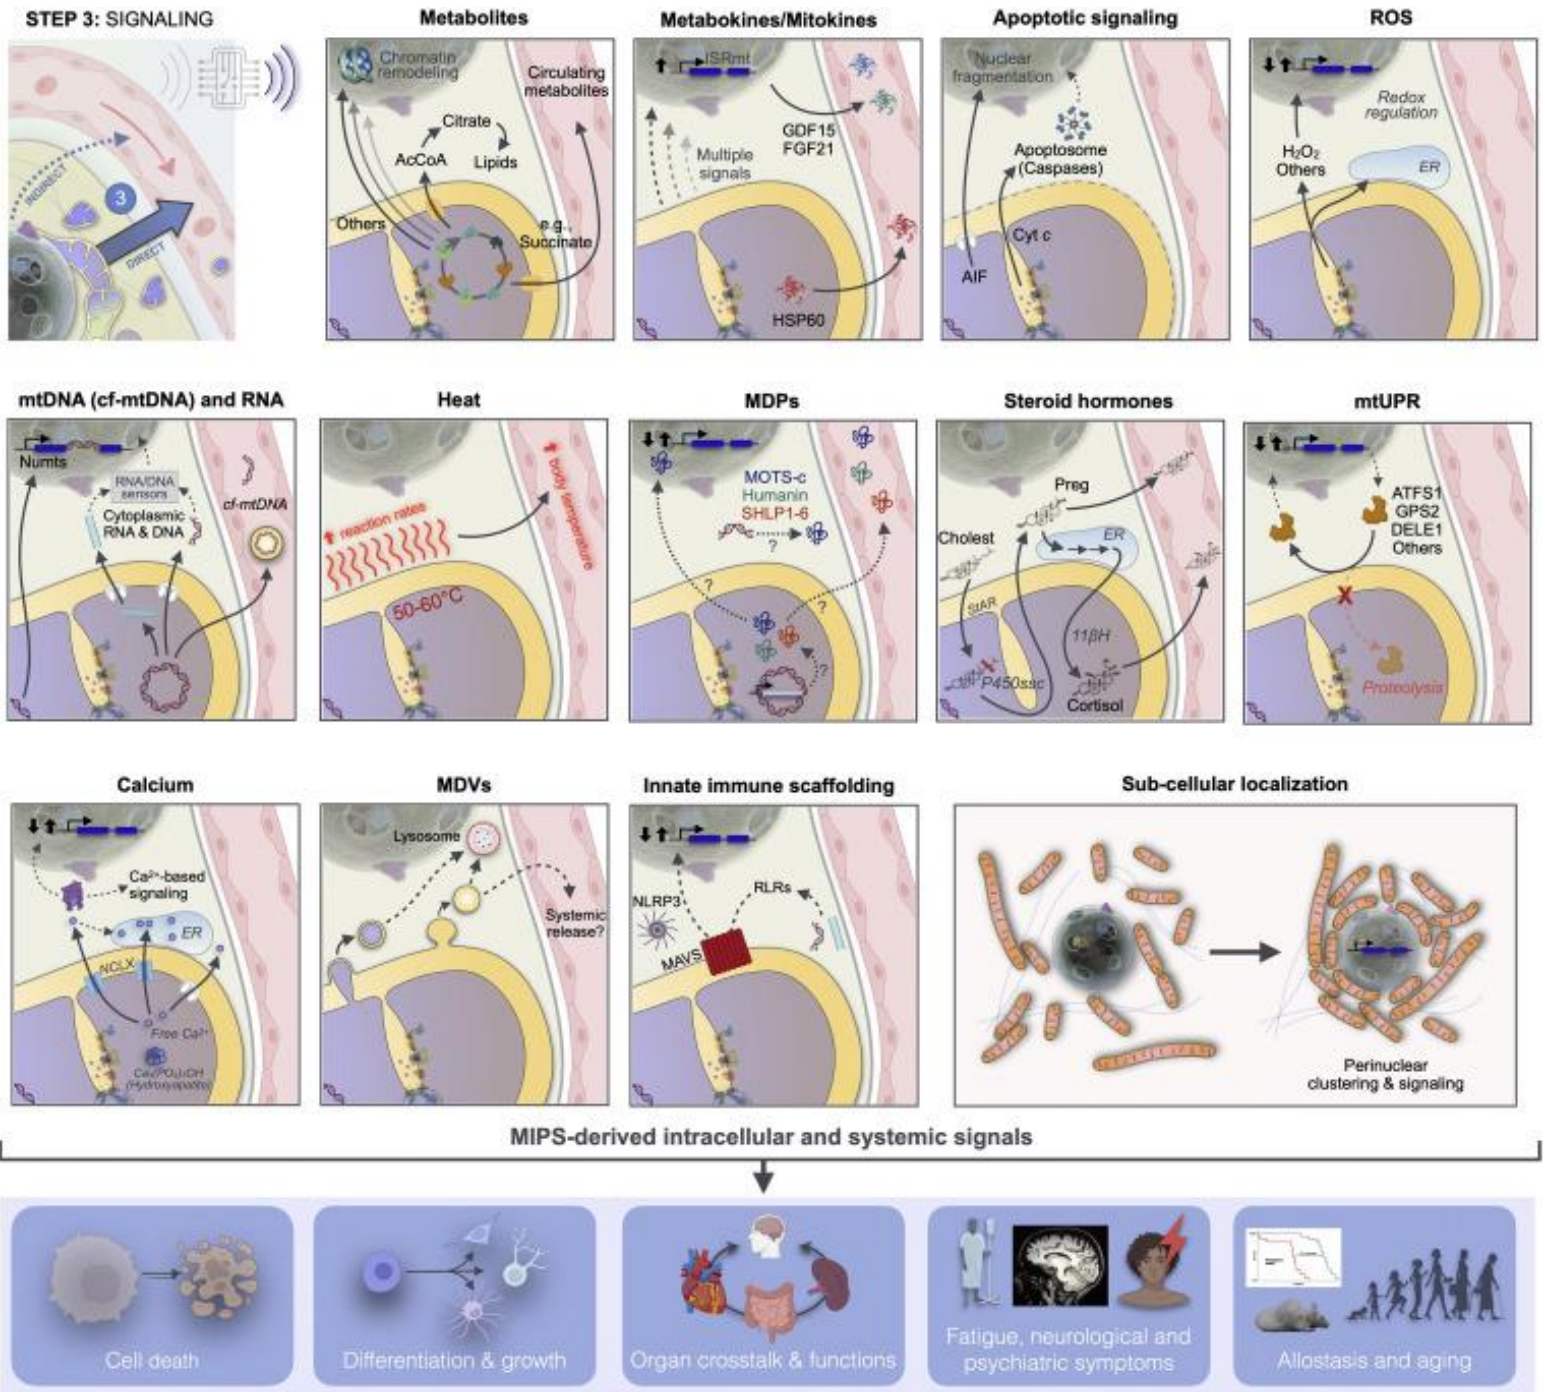 STEP 3: SIGNALING
INDIRECT
3
DIRECT
Metabolites
Chromatin
remodeling
Circulating
metabolites
Citrate
AcCoA
Lipids
Others
e.g.,
Succinate
Metabokines/Mitokines
ISRmt
GDF15
FGF21
Multiple
signals
HSP60
Apoptotic signaling
Nuclear
fragmentation
Apoptosome
(Caspases)
Cyt c
AIF
ROS
Redox
regulation
H₂O₂
Others
ER
mtDNA (cf-mtDNA) and RNA
Numts
RNA/DNA
sensors
Cytoplasmic
RNA & DNA
cf-mtDNA
Heat
reaction rates
body temperature
50-60°C
MDPs
MOTS-c
Humanin
SHLP1-6
?
?
?
?
Steroid hormones
Preg
Cholest
ER
StAR
11βH
P450scc
Cortisol
mtUPR
ATFS1
GPS2
DELE1
Others
X
Proteolysis
Calcium
Ca²⁺-based
signaling
ER
NCLX
Free Ca²⁺
(Hydroxyapatite)
MDVs
Lysosome
Systemic
release?
Innate immune scaffolding
NLRP3
RLRs
MAVS
Sub-cellular localization
Perinuclear
clustering & signaling
MIPS-derived intracellular and systemic signals
Cell death
Differentiation & growth
Organ crosstalk & functions
Fatigue, neurological and
psychiatric symptoms
Allostasis and aging